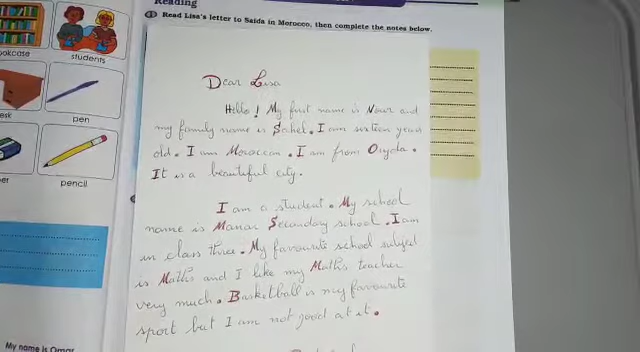 Reading
Read Lisa's letter to Saida in Morocco, then complete the notes below.
ookcase
students
esk
pen
er
pencil
My name is Omar
Dear Lisa
Hello! My first name is Nour and
my family name is Sahel. I am sixteen years
old. I am Moroccan. I am from Oujda.
It is a beautiful city.
I am a student. My school
name is Manar Secondary school. I am
in class three. My favourite school subject
is Maths and I like my Maths teacher
very much. Basketball is my favourite
sport but I am not good at it.